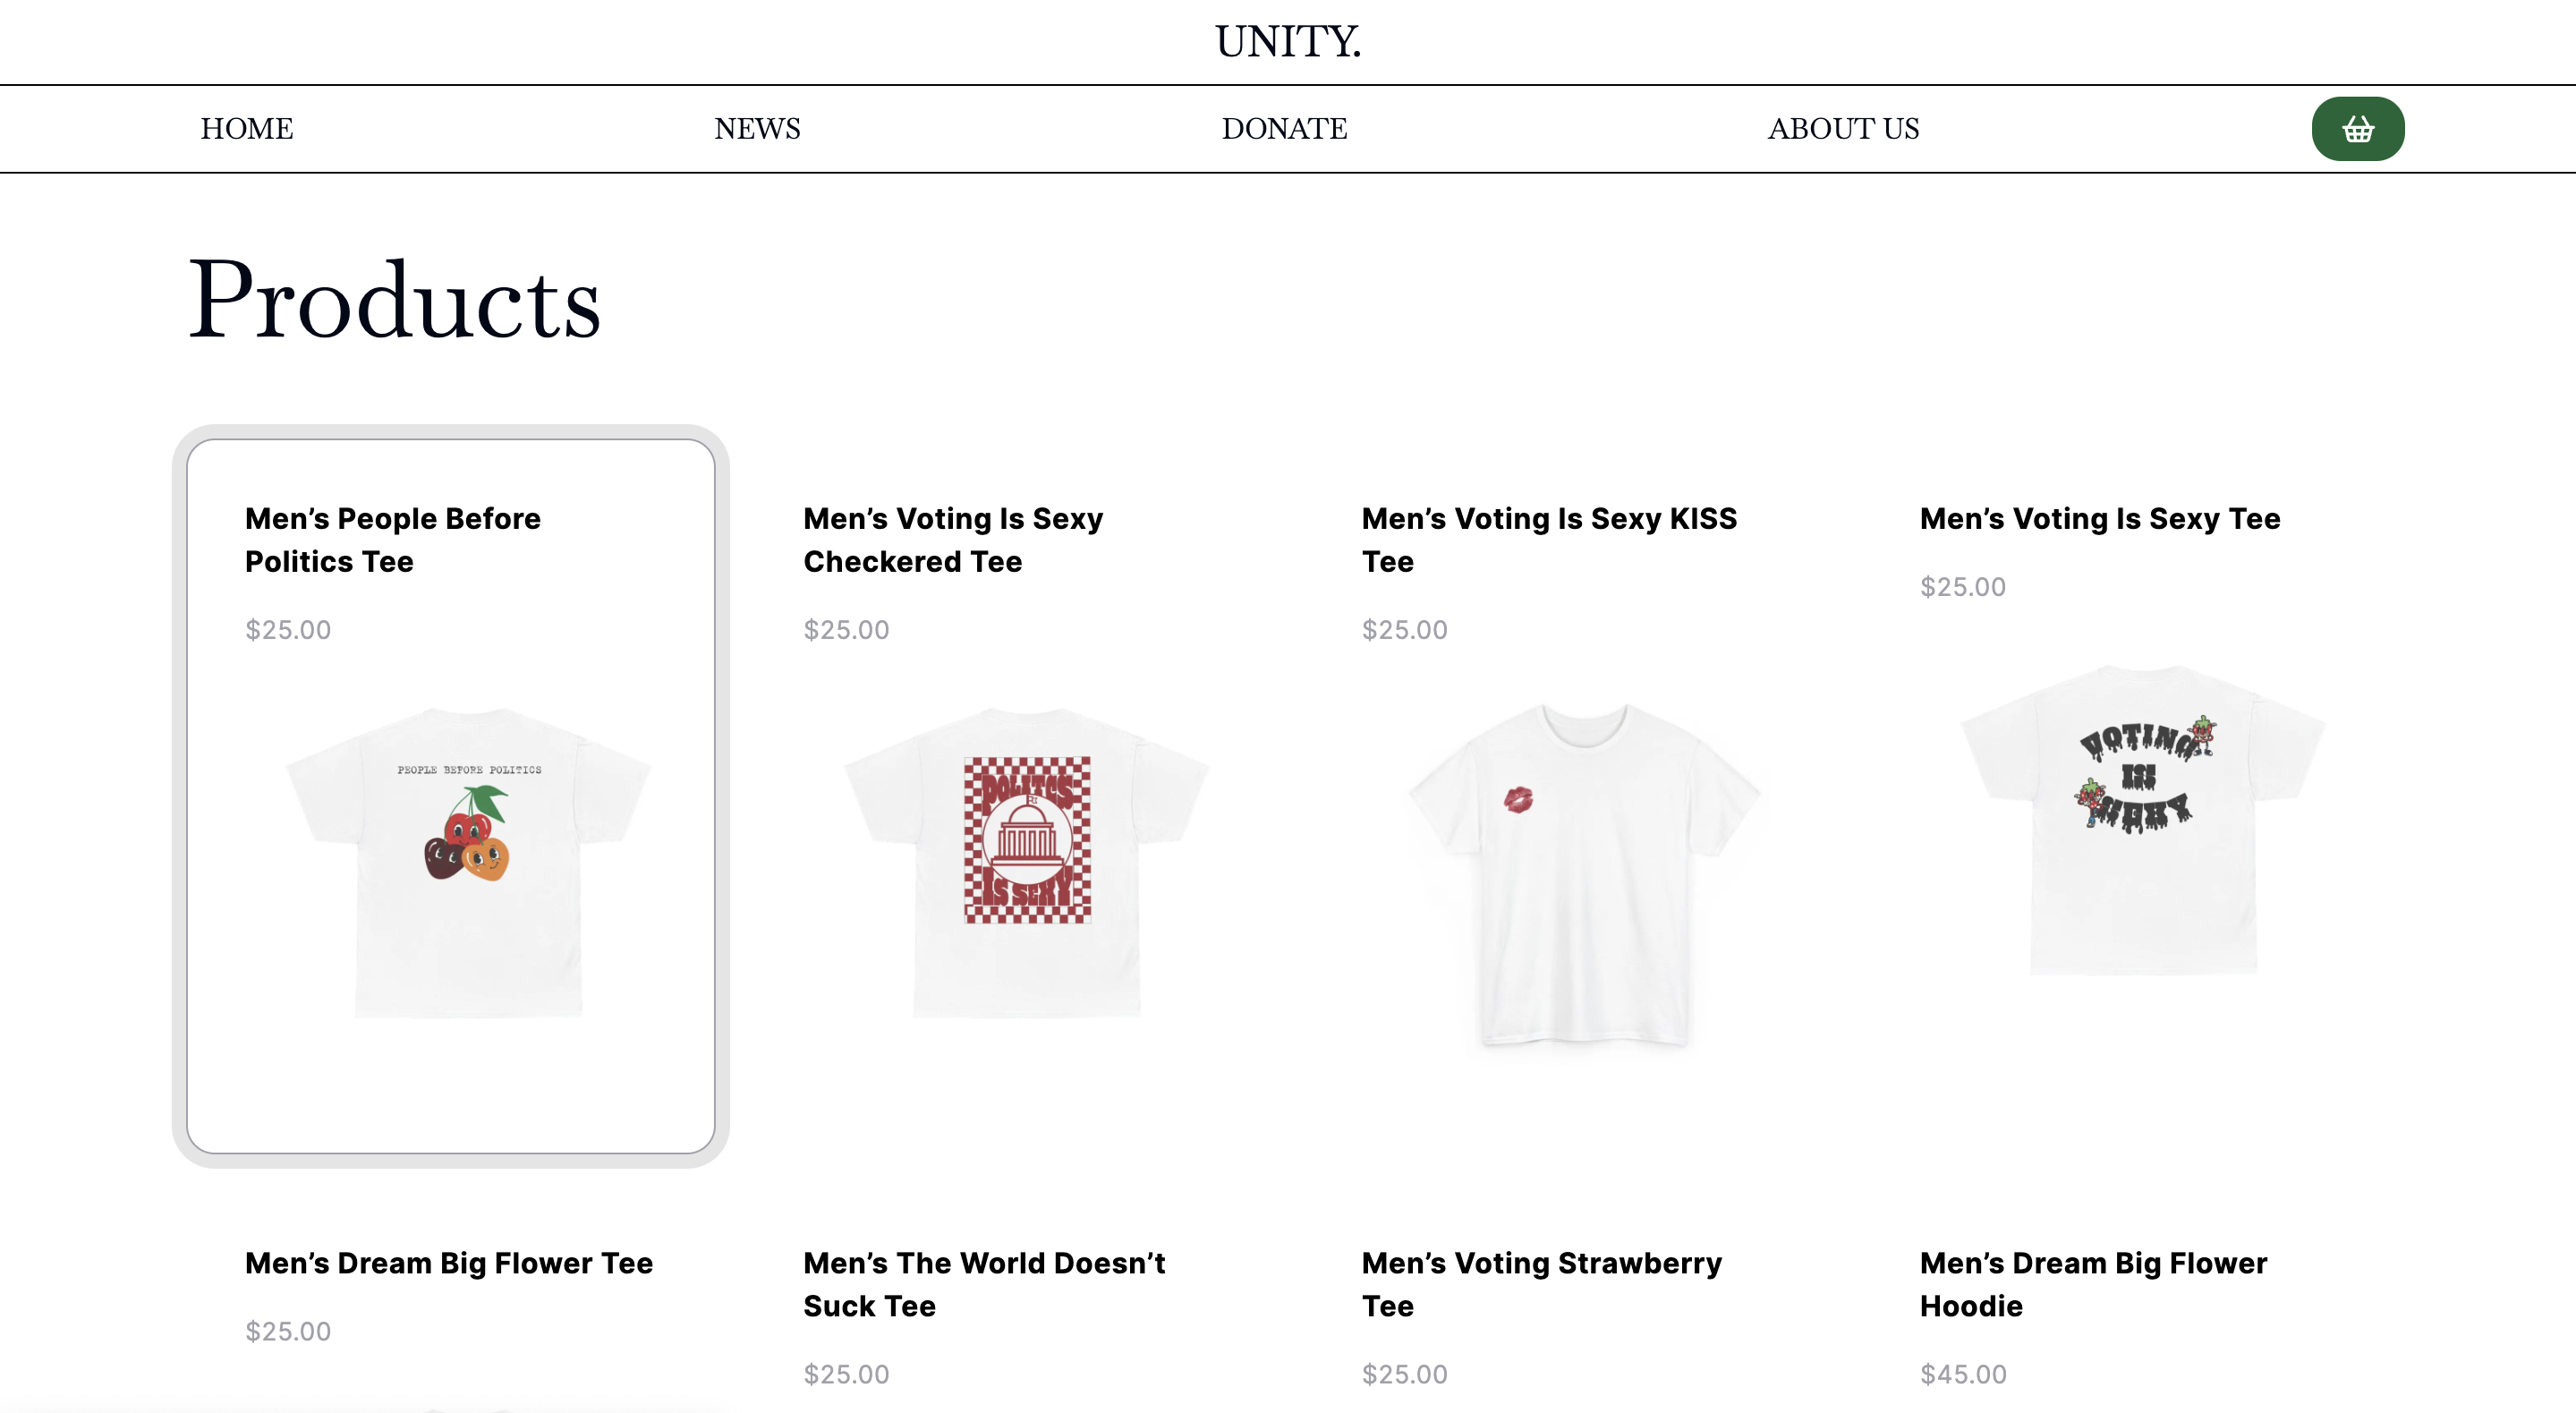 UNITY.
HOME
NEWS
DONATE
ABOUT US
Products
Men’s People Before
Politics Tee
$25.00
PEOPLE BEFORE POLITICS
Men’s Voting Is Sexy
Checkered Tee
$25.00
POLITCS
IS SEXY
Men’s Voting Is Sexy KISS
Tee
$25.00
Men’s Voting Is Sexy Tee
$25.00
VOTING
IS
SEXY
Men’s Dream Big Flower Tee
$25.00
Men’s The World Doesn’t
Suck Tee
$25.00
Men’s Voting Strawberry
Tee
$25.00
Men’s Dream Big Flower
Hoodie
$45.00